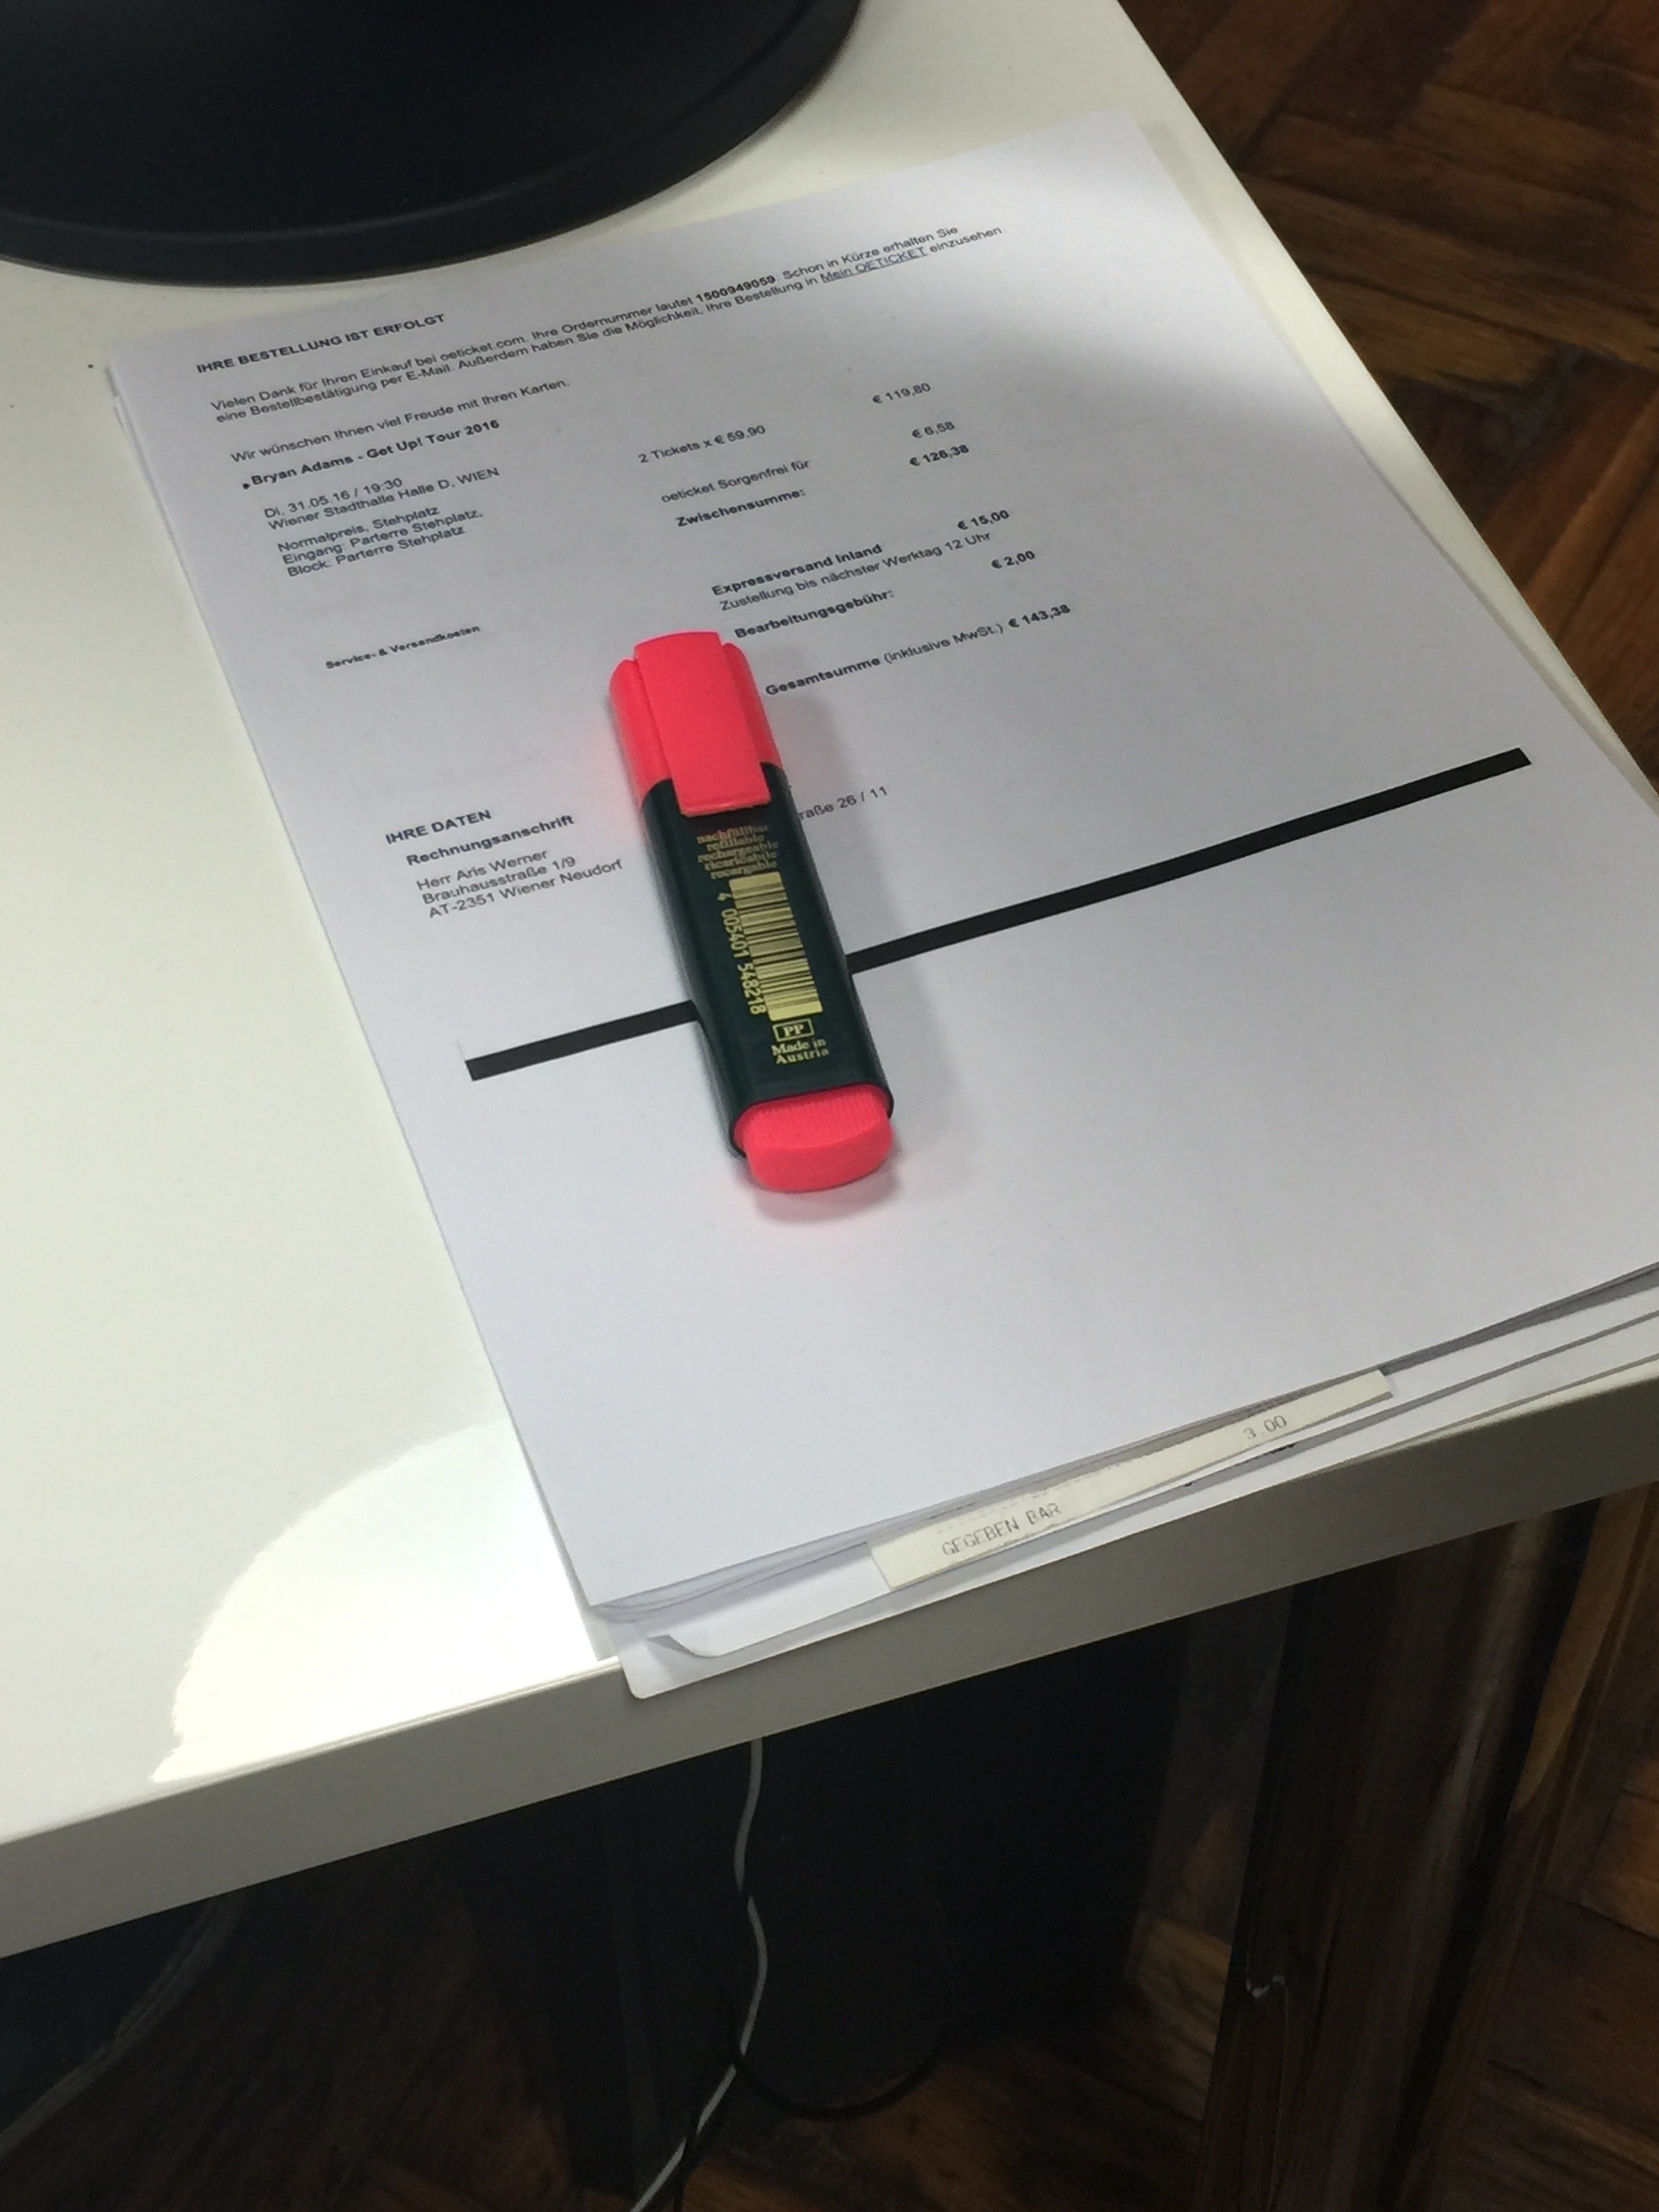 IHRE BESTELLUNG IST ERFOLGT
Vielen Dank für Ihren Einkauf bei oeticket.com. Ihre Ordernummer lautet 1500949059. Schon in Kürze erhalten Sie
eine Bestellbestätigung per E-Mail. Außerdem haben Sie die Möglichkeit, Ihre Bestellung in Mein OETICKET einzusehen.
Wir wünschen Ihnen viel Freude mit Ihren Karten.
Bryan Adams - Get Up! Tour 2016
Di, 31.05.16 / 19:30
Wiener Stadthalle Halle D, WIEN
Normalpreis, Stehplatz
Eingang: Parterre Stehplatz,
Block: Parterre Stehplatz
2 Tickets x € 59,90 € 119,80
oeticket Sorgenfrei für € 6,58
Zwischensumme: € 126,38
Service- & Versandkosten
Expressversand Inland € 15,00
Zustellung bis nächster Werktag 12 Uhr
Bearbeitungsgebühr: € 2,00
Gesamtsumme (inklusive MwSt.) € 143,38
IHRE DATEN
Rechnungsanschrift
Herr Aris Werner
Brauhausstraße 1/9
AT-2351 Wiener Neudorf
raße 26 / 11
nachfüllbar
refillable
rechargeable
ricaricabile
recargable
4 005401 548218
PP
Made in
Austria
GEGEBEN BAR 3.00